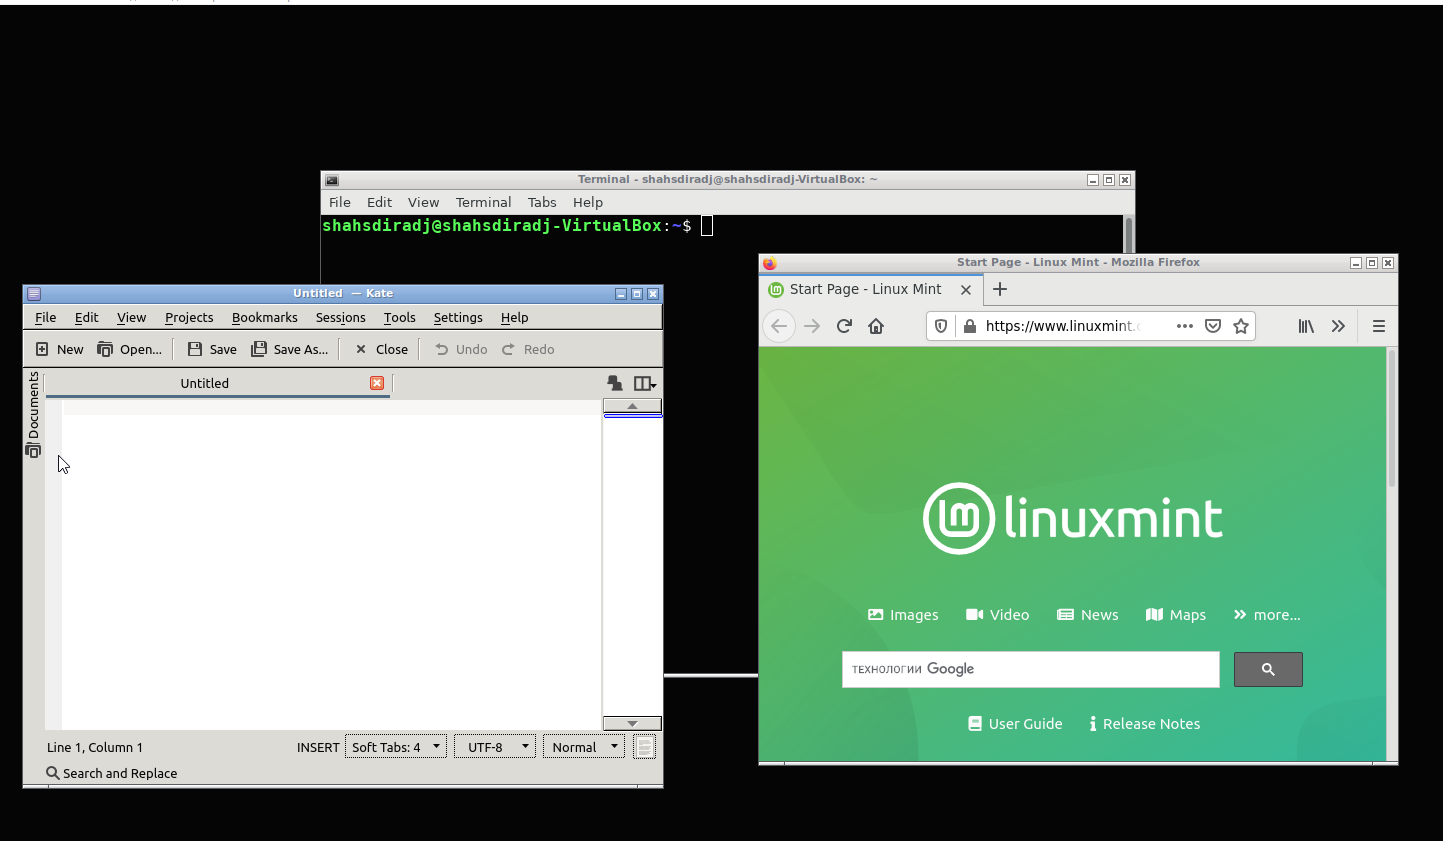 Terminal - shahsdiradj@shahsdiradj-VirtualBox: ~
File Edit View Terminal Tabs Help
shahsdiradj@shahsdiradj-VirtualBox:~$
Untitled — Kate
File Edit View Projects Bookmarks Sessions Tools Settings Help
New Open... Save Save As... Close Undo Redo
Untitled
Documents
Line 1, Column 1 INSERT Soft Tabs: 4 UTF-8 Normal
Search and Replace
Start Page - Linux Mint - Mozilla Firefox
Start Page - Linux Mint
https://www.linuxmint.c
linuxmint
Images Video News Maps more...
ТЕХНОЛОГИИ Google
User Guide Release Notes